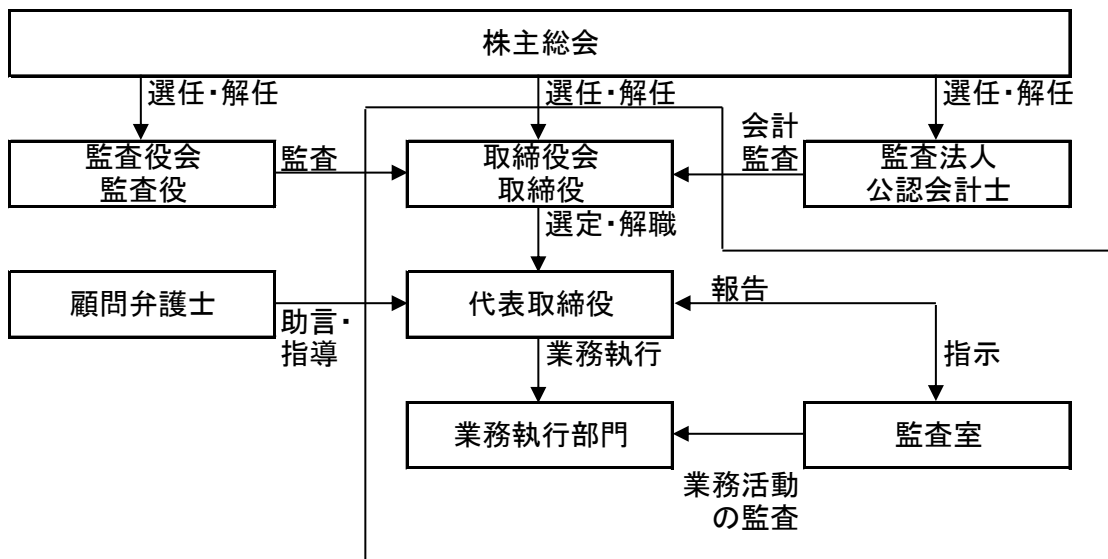 株主総会
選任・解任
選任・解任
選任・解任
監査役会
監査役
監査
取締役会
取締役
会計
監査
監査法人
公認会計士
選定・解職
顧問弁護士
助言・
指導
代表取締役
報告
業務執行
指示
業務執行部門
監査室
業務活動
の監査